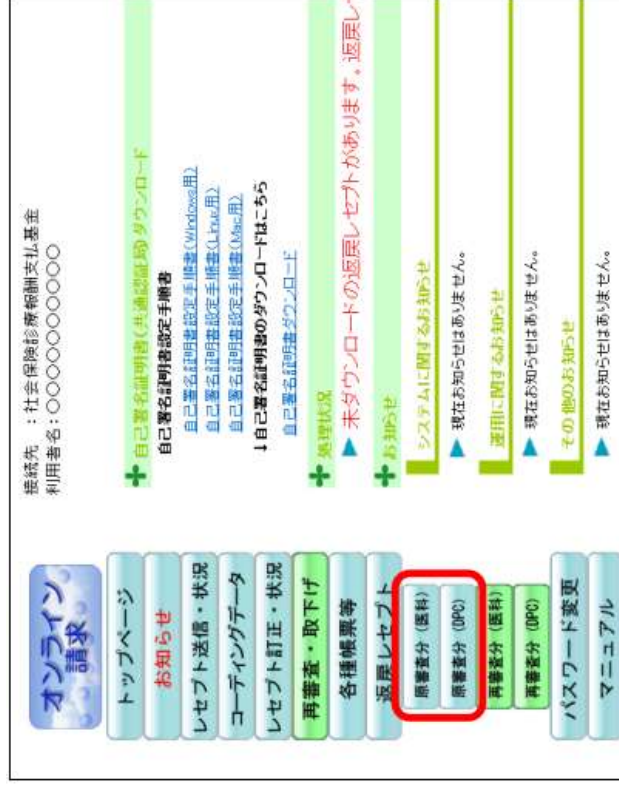 接続先 ：社会保険診療報酬支払基金
利用者名：○○○○○○○○○○
オンライン
請求
トップページ
お知らせ
レセプト送信・状況
コーディングデータ
レセプト訂正・状況
再審査・取下げ
各種帳票等
返戻レセプト
原審査分（医科）
原審査分（DPC）
再審査分（医科）
再審査分（DPC）
パスワード変更
マニュアル
自己署名証明書（共通認証局）ダウンロード
自己署名証明書設定手順書
自己署名証明書設定手順書（Windows用）
自己署名証明書設定手順書（Linux用）
自己署名証明書設定手順書（Mac用）
↓自己署名証明書のダウンロードはこちら
自己署名証明書ダウンロード
処理状況
▶ 未ダウンロードの返戻レセプトがあります。返戻レ
お知らせ
システムに関するお知らせ
▶ 現在お知らせはありません。
運用に関するお知らせ
▶ 現在お知らせはありません。
その他のお知らせ
▶ 現在お知らせはありません。